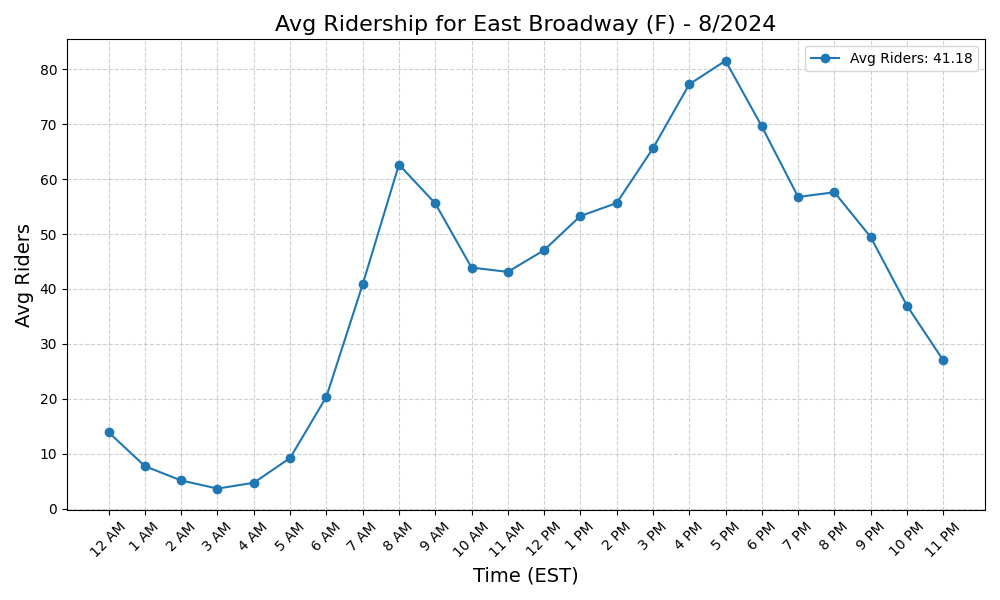 Avg Ridership for East Broadway (F) - 8/2024
Avg Riders: 41.18
Avg Riders
80
70
60
50
40
30
20
10
0
12 AM
1 AM
2 AM
3 AM
4 AM
5 AM
6 AM
7 AM
8 AM
9 AM
10 AM
11 AM
12 PM
1 PM
2 PM
3 PM
4 PM
5 PM
6 PM
7 PM
8 PM
9 PM
10 PM
11 PM
Time (EST)